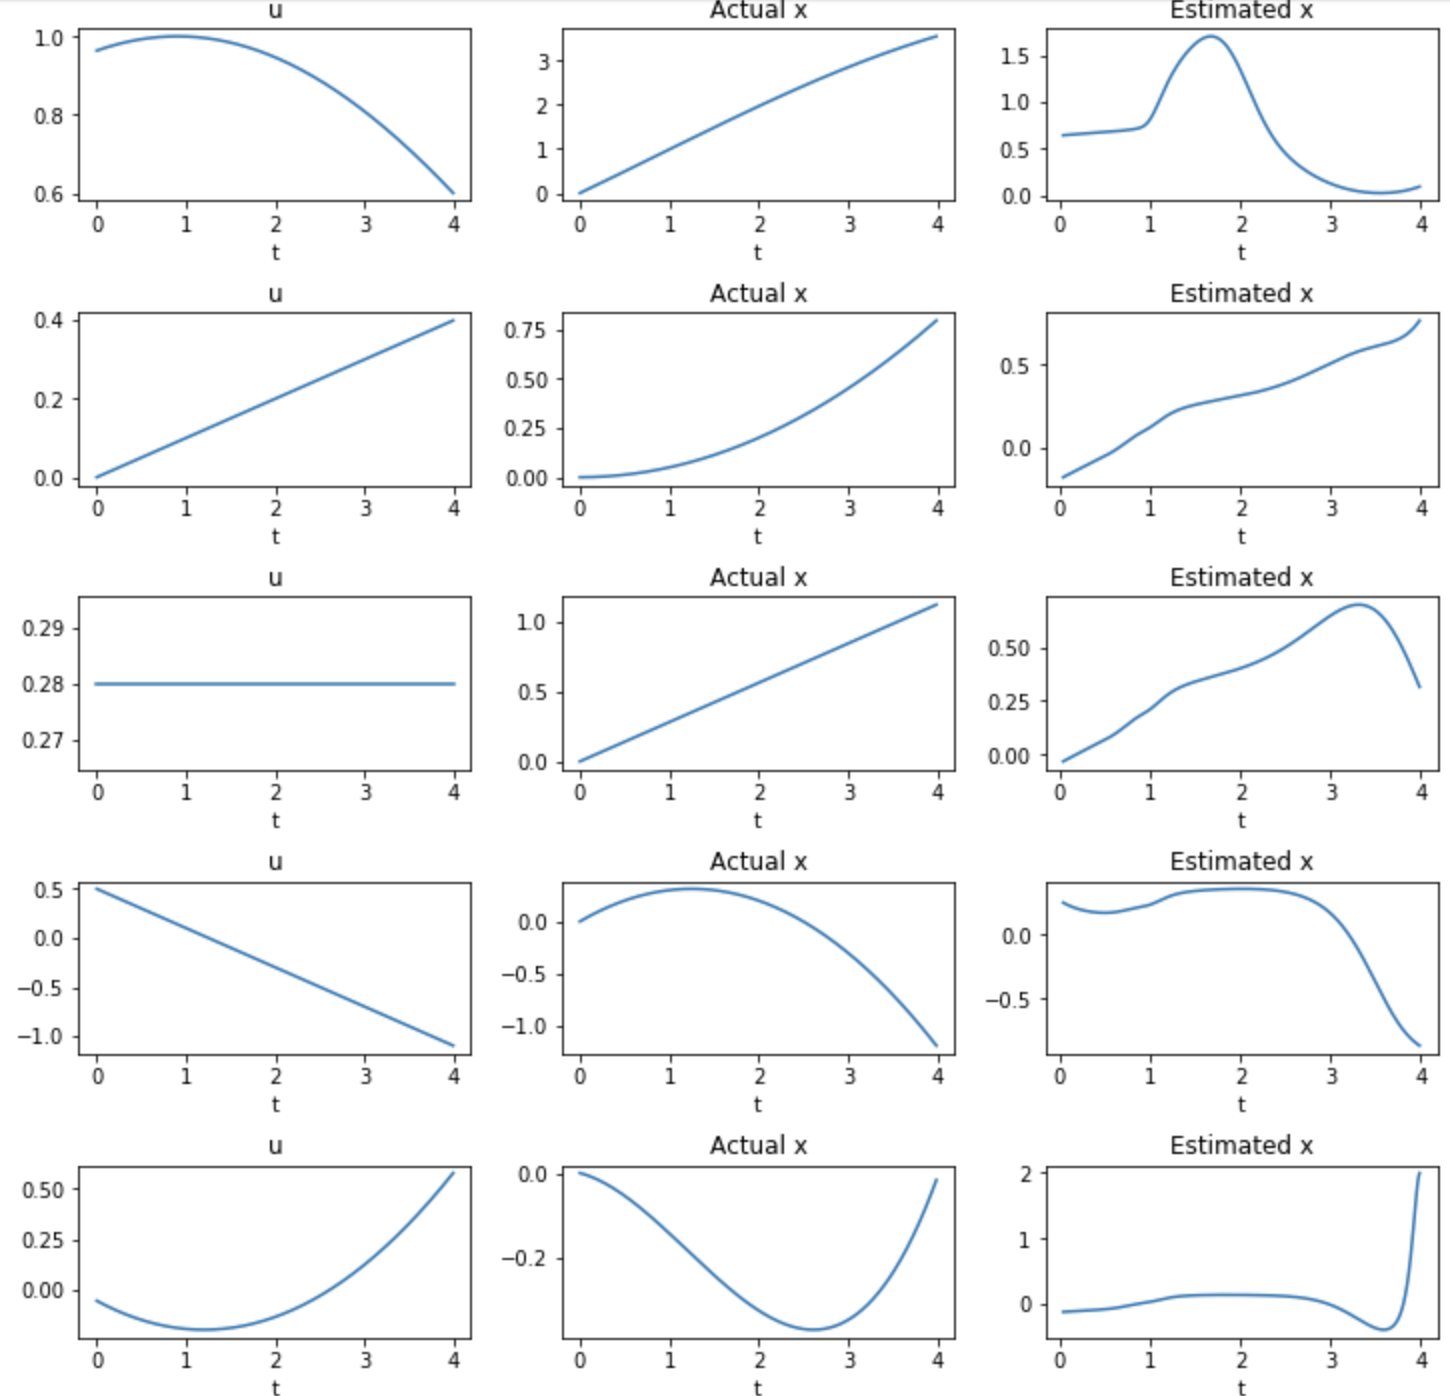 u Actual x Estimated x
1.0 0.8 0.6 0 1 2 3 4 t
3 2 1 0 0 1 2 3 4 t
1.5 1.0 0.5 0.0 0 1 2 3 4 t
u Actual x Estimated x
0.4 0.2 0.0 0 1 2 3 4 t
0.75 0.50 0.25 0.00 0 1 2 3 4 t
0.5 0.0 0 1 2 3 4 t
u Actual x Estimated x
0.29 0.28 0.27 0 1 2 3 4 t
1.0 0.5 0.0 0 1 2 3 4 t
0.50 0.25 0.00 0 1 2 3 4 t
u Actual x Estimated x
0.5 0.0 −0.5 −1.0 0 1 2 3 4 t
0.0 −0.5 −1.0 0 1 2 3 4 t
0.0 −0.5 0 1 2 3 4 t
u Actual x Estimated x
0.50 0.25 0.00 0 1 2 3 4 t
0.0 −0.2 0 1 2 3 4 t
2 1 0 0 1 2 3 4 t